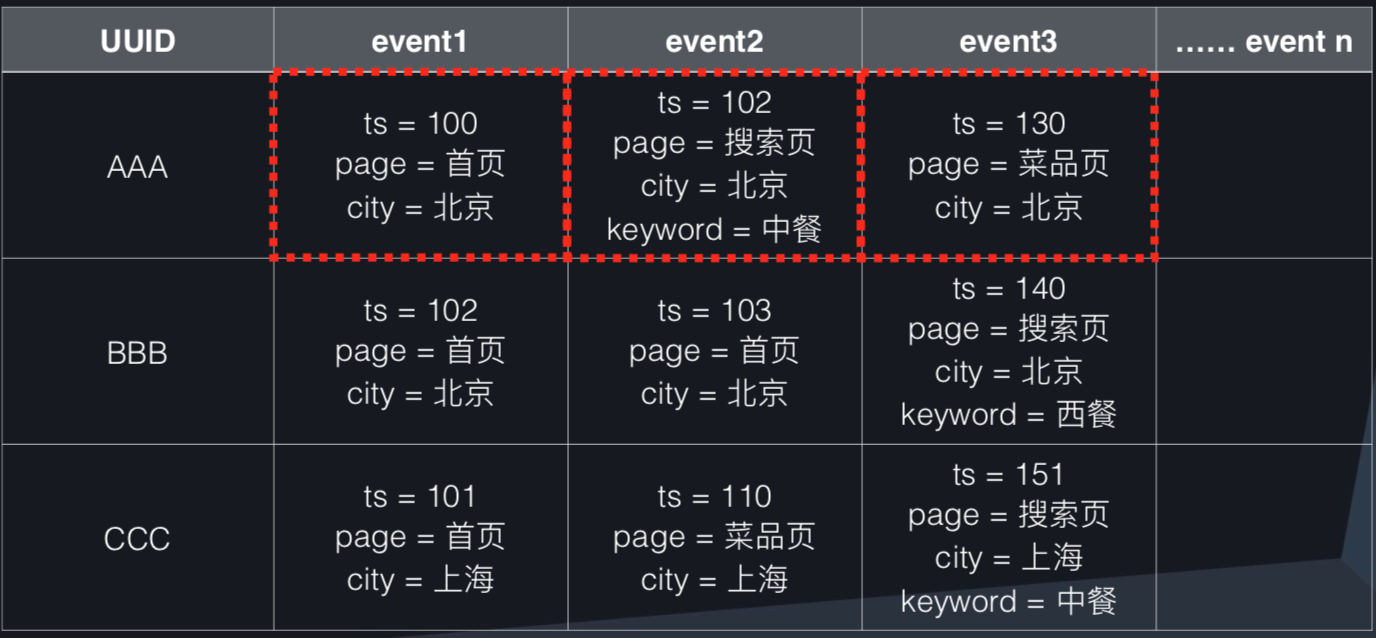 UUID
event1
event2
event3
...... event n
AAA
ts = 100
page = 首页
city = 北京
ts = 102
page = 搜索页
city = 北京
keyword = 中餐
ts = 130
page = 菜品页
city = 北京
BBB
ts = 102
page = 首页
city = 北京
ts = 103
page = 首页
city = 北京
ts = 140
page = 搜索页
city = 北京
keyword = 西餐
CCC
ts = 101
page = 首页
city = 上海
ts = 110
page = 菜品页
city = 上海
ts = 151
page = 搜索页
city = 上海
keyword = 中餐